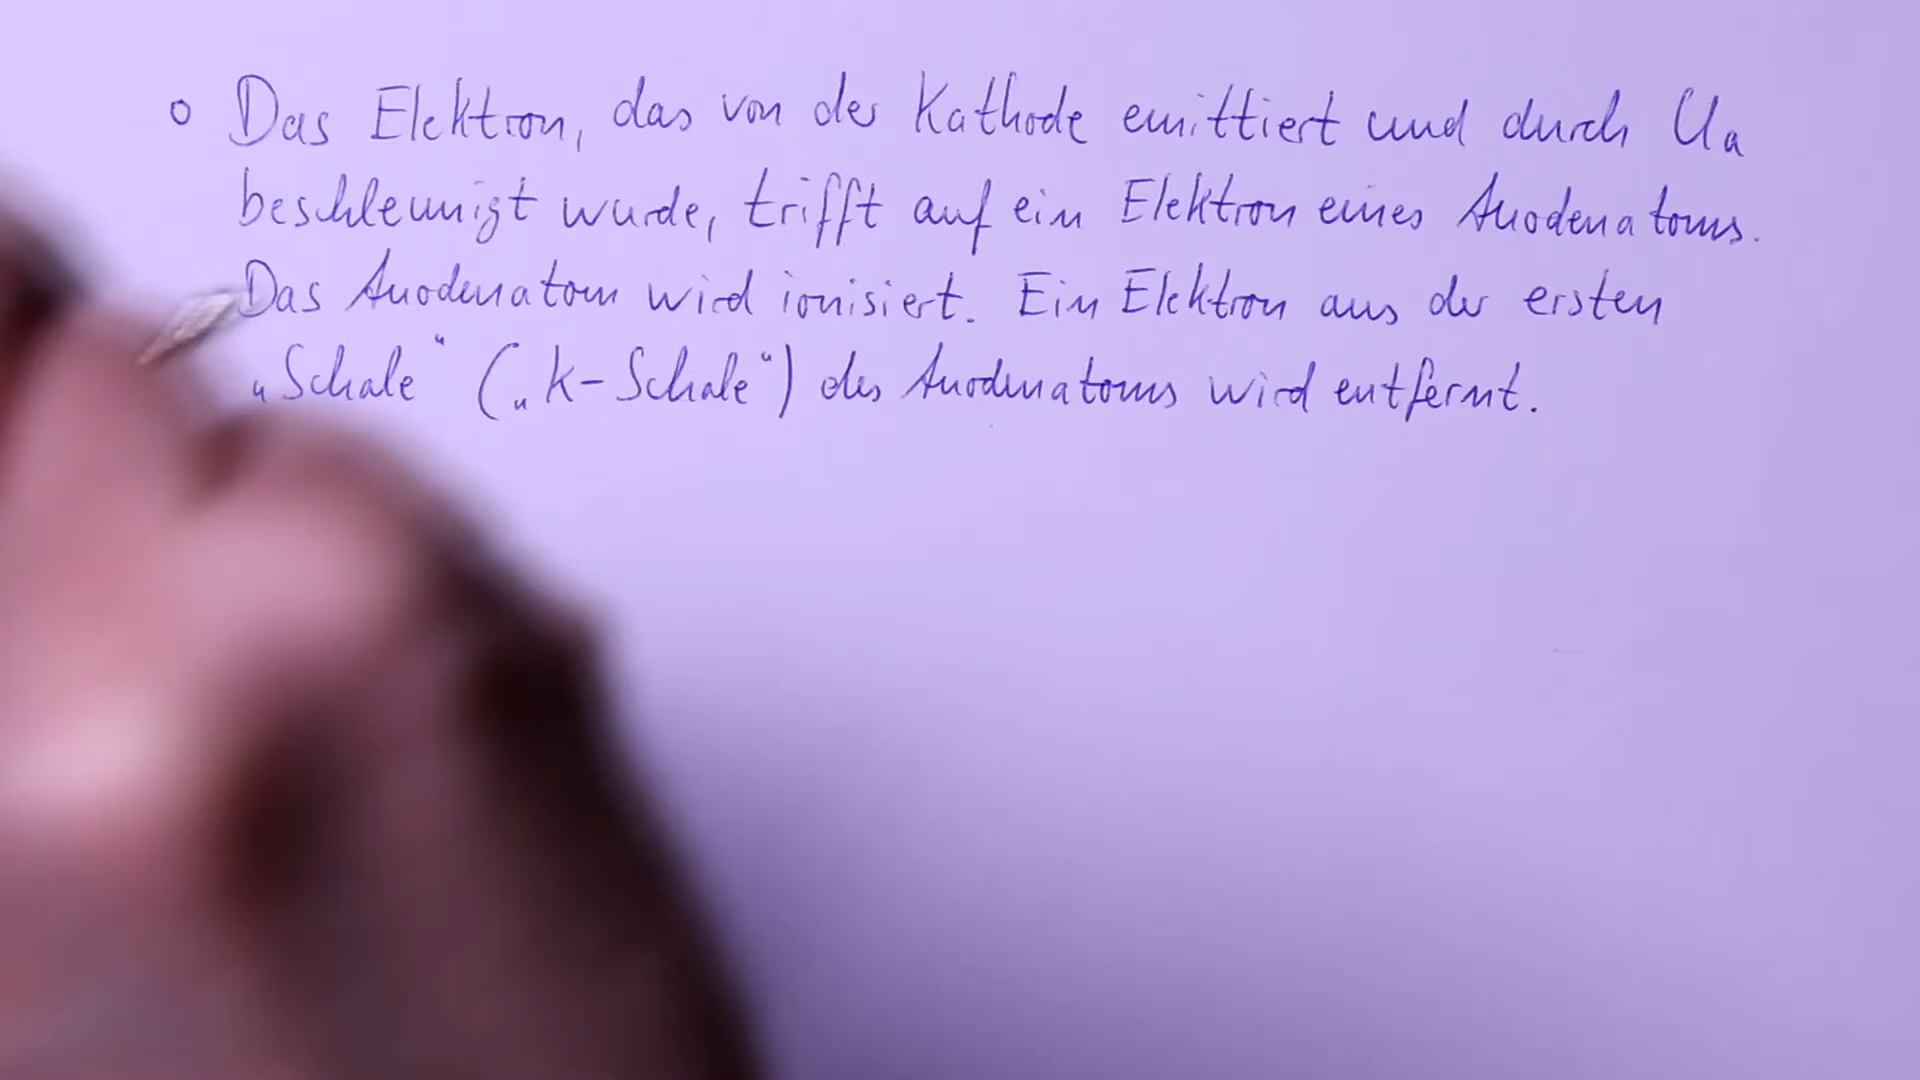 o Das Elektron, das von der Kathode emittiert und durch Ua
beschleunigt wurde, trifft auf ein Elektron eines Anodenatoms.
Das Anodenatom wird ionisiert. Ein Elektron aus der ersten
„Schale“ („K-Schale“) des Anodenatoms wird entfernt.